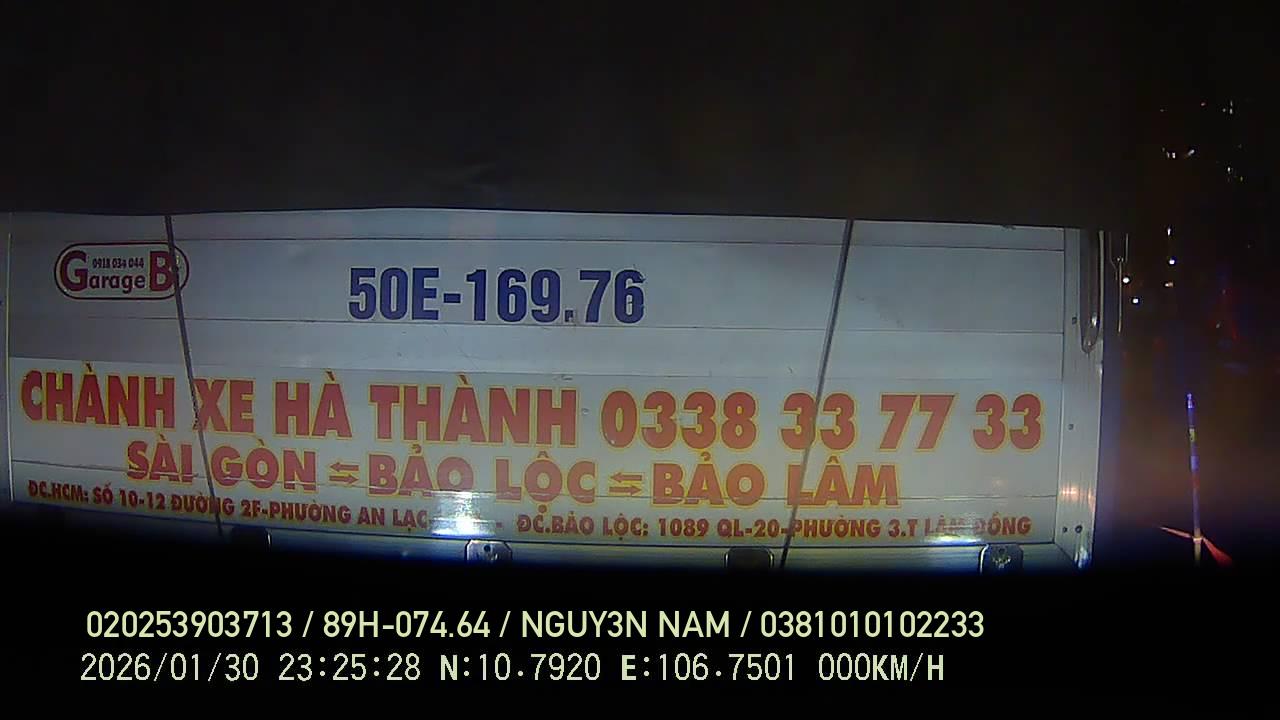 0918 034 044
Garage B
50E-169.76
CHÀNH XE HÀ THÀNH 0338 33 77 33
SÀI GÒN ⇆ BẢO LỘC ⇆ BẢO LÂM
ĐC.HCM: SỐ 10-12 ĐƯỜNG 2F-PHƯỜNG AN LẠC- - ĐC.BẢO LỘC: 1089 QL-20-PHƯỜNG 3.T LÂM ĐỒNG
020253903713 / 89H-074.64 / NGUY3N NAM / 0381010102233
2026/01/30 23:25:28 N:10.7920 E:106.7501 000KM/H